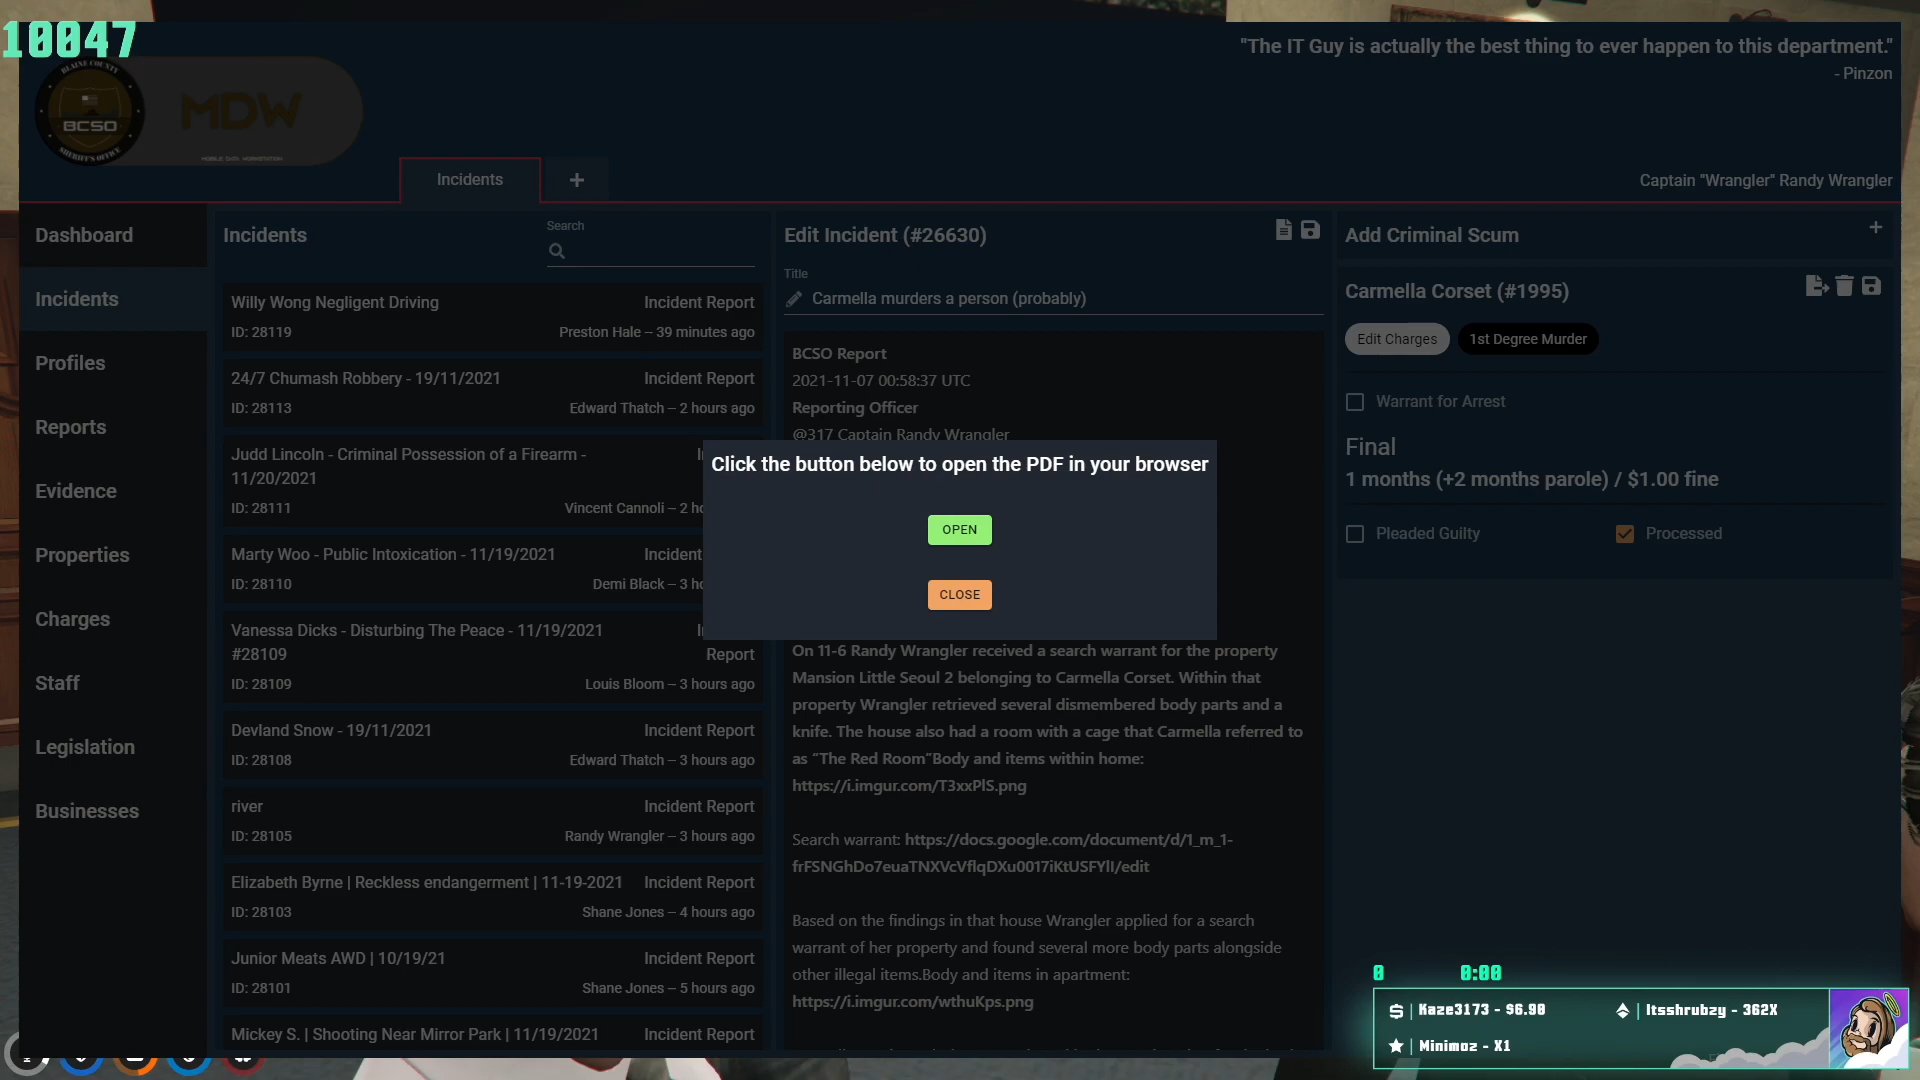 10047
"The IT Guy is actually the best thing to ever happen to this department."
- Pinzon
BLAINE COUNTY
BCSO
SHERIFF'S OFFICE
MDW
MOBILE DATA WORKSTATION
Incidents
+
Captain "Wrangler" Randy Wrangler
Dashboard
Incidents
Profiles
Reports
Evidence
Properties
Charges
Staff
Legislation
Businesses
Incidents
Search
Willy Wong Negligent Driving Incident Report
ID: 28119 Preston Hale – 39 minutes ago
24/7 Chumash Robbery - 19/11/2021 Incident Report
ID: 28113 Edward Thatch – 2 hours ago
Judd Lincoln - Criminal Possession of a Firearm -
11/20/2021
ID: 28111 Vincent Cannoli – 2
Marty Woo - Public Intoxication - 11/19/2021 Incident
ID: 28110 Demi Black – 3
Vanessa Dicks - Disturbing The Peace - 11/19/2021
#28109 Report
ID: 28109 Louis Bloom – 3 hours ago
Devland Snow - 19/11/2021 Incident Report
ID: 28108 Edward Thatch – 3 hours ago
river Incident Report
ID: 28105 Randy Wrangler – 3 hours ago
Elizabeth Byrne | Reckless endangerment | 11-19-2021 Incident Report
ID: 28103 Shane Jones – 4 hours ago
Junior Meats AWD | 10/19/21 Incident Report
ID: 28101 Shane Jones – 5 hours ago
Mickey S. | Shooting Near Mirror Park | 11/19/2021 Incident Report
Edit Incident (#26630)
Title
Carmella murders a person (probably)
BCSO Report
2021-11-07 00:58:37 UTC
Reporting Officer
@317 Captain Randy Wrangler
Click the button below to open the PDF in your browser
OPEN
CLOSE
On 11-6 Randy Wrangler received a search warrant for the property
Mansion Little Seoul 2 belonging to Carmella Corset. Within that
property Wrangler retrieved several dismembered body parts and a
knife. The house also had a room with a cage that Carmella referred to
as "The Red Room"Body and items within home:
https://i.imgur.com/T3xxPlS.png
Search warrant: https://docs.google.com/document/d/1_m_1-
frFSNGhDo7euaTNXVcVflqDXu0017iKtUSFYlI/edit
Based on the findings in that house Wrangler applied for a search
warrant of her property and found several more body parts alongside
other illegal items.Body and items in apartment:
https://i.imgur.com/wthuKps.png
Add Criminal Scum
+
Carmella Corset (#1995)
Edit Charges 1st Degree Murder
Warrant for Arrest
Final
1 months (+2 months parole) / $1.00 fine
Pleaded Guilty Processed
0 0:00
Kaze3173 - $6.90 Itsshrubzy - 362X
Minimoz - X1